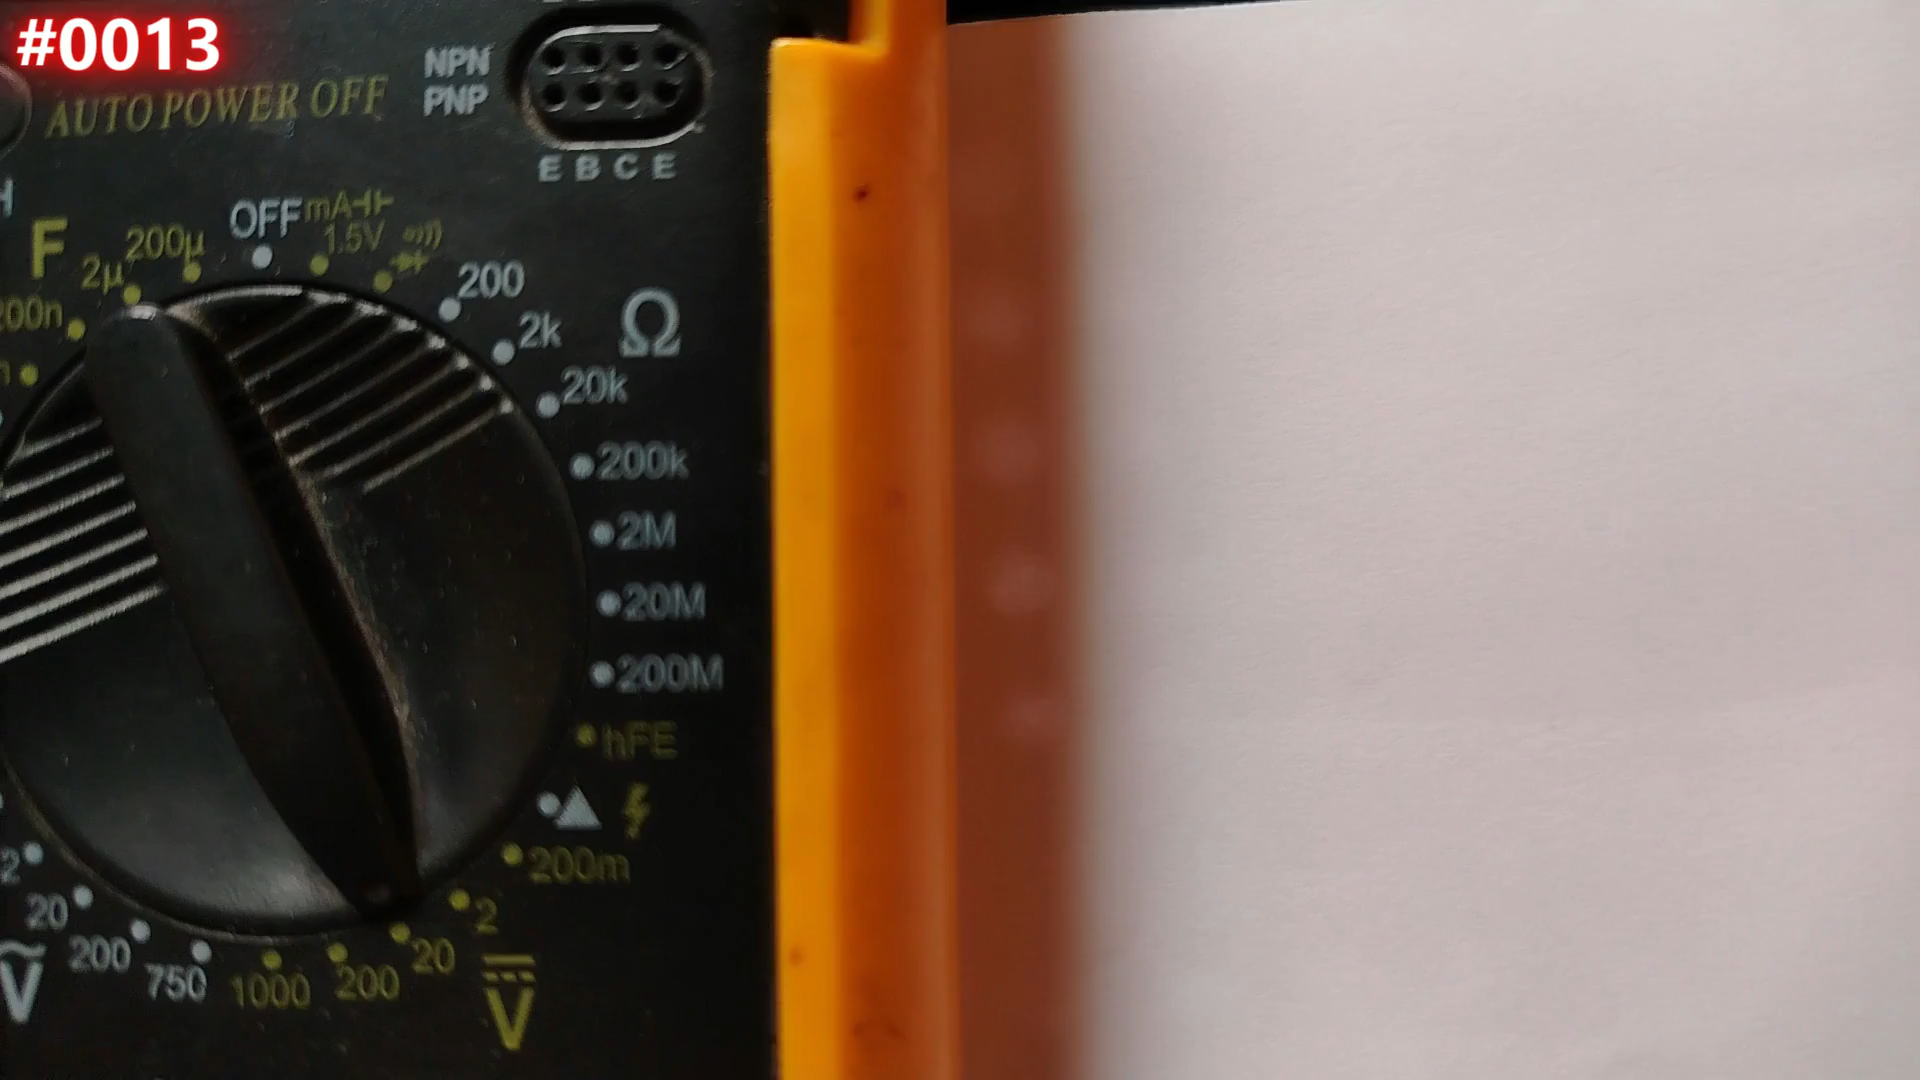 #0013
AUTO POWER OFF
NPN
PNP
E B C E
H
F
2µ
200µ
OFF
mA
1.5V
200
2k
20k
Ω
200k
2M
20M
200M
hFE
200m
2
20
200
1000
V
750
200
20
2
V